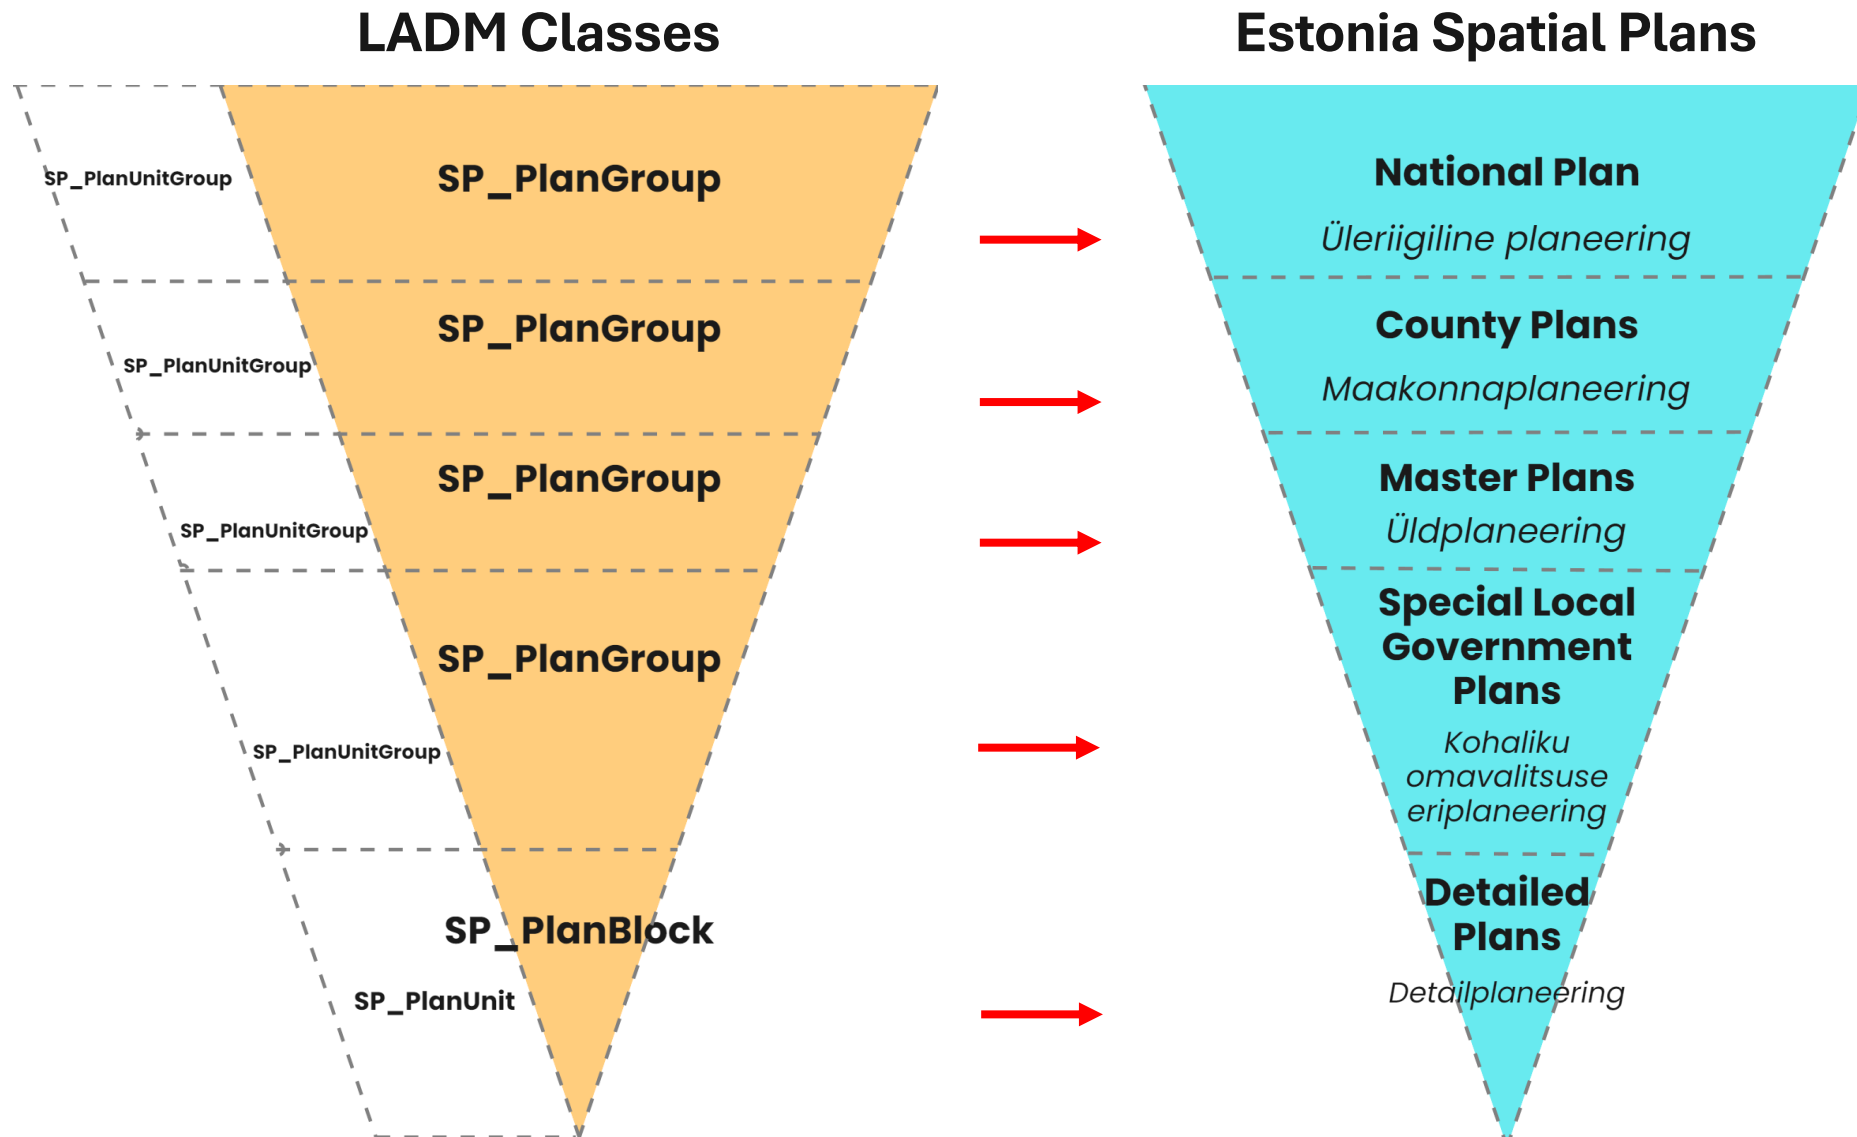 LADM Classes
Estonia Spatial Plans
SP_PlanUnitGroup
SP_PlanGroup
National Plan
Üleriigiline planeering
SP_PlanUnitGroup
SP_PlanGroup
County Plans
Maakonnaplaneering
SP_PlanUnitGroup
SP_PlanGroup
Master Plans
Üldplaneering
SP_PlanUnitGroup
SP_PlanGroup
Special Local
Government
Plans
Kohaliku
omavalitsuse
eriplaneering
SP_PlanBlock
SP_PlanUnit
Detailed
Plans
Detailplaneering